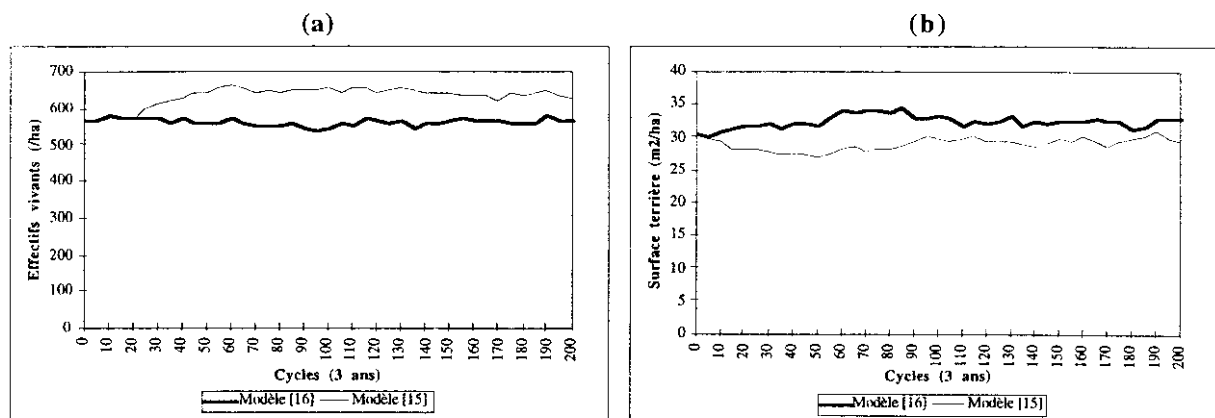 (a)
700
600
500
400
300
200
100
0
Effectifs vivants (/ha)
0 10 20 30 40 50 60 70 80 90 100 110 120 130 140 150 160 170 180 190 200
Cycles (3 ans)
Modèle [16] Modèle [15]
(b)
40
35
30
25
20
15
10
5
0
Surface terrière (m2/ha)
0 10 20 30 40 50 60 70 80 90 100 110 120 130 140 150 160 170 180 190 200
Cycles (3 ans)
Modèle [16] Modèle [15]